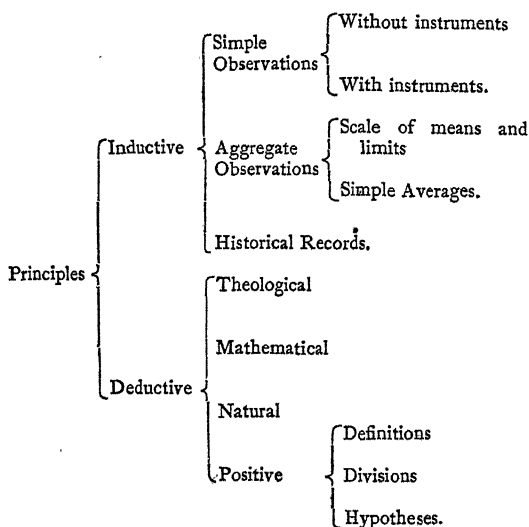 Without instruments
Simple
Observations
With instruments.
Scale of means and
limits
Inductive
Aggregate
Observations
Simple Averages.
Historical Records.
Principles
Theological
Mathematical
Deductive
Natural
Definitions
Positive
Divisions
Hypotheses.